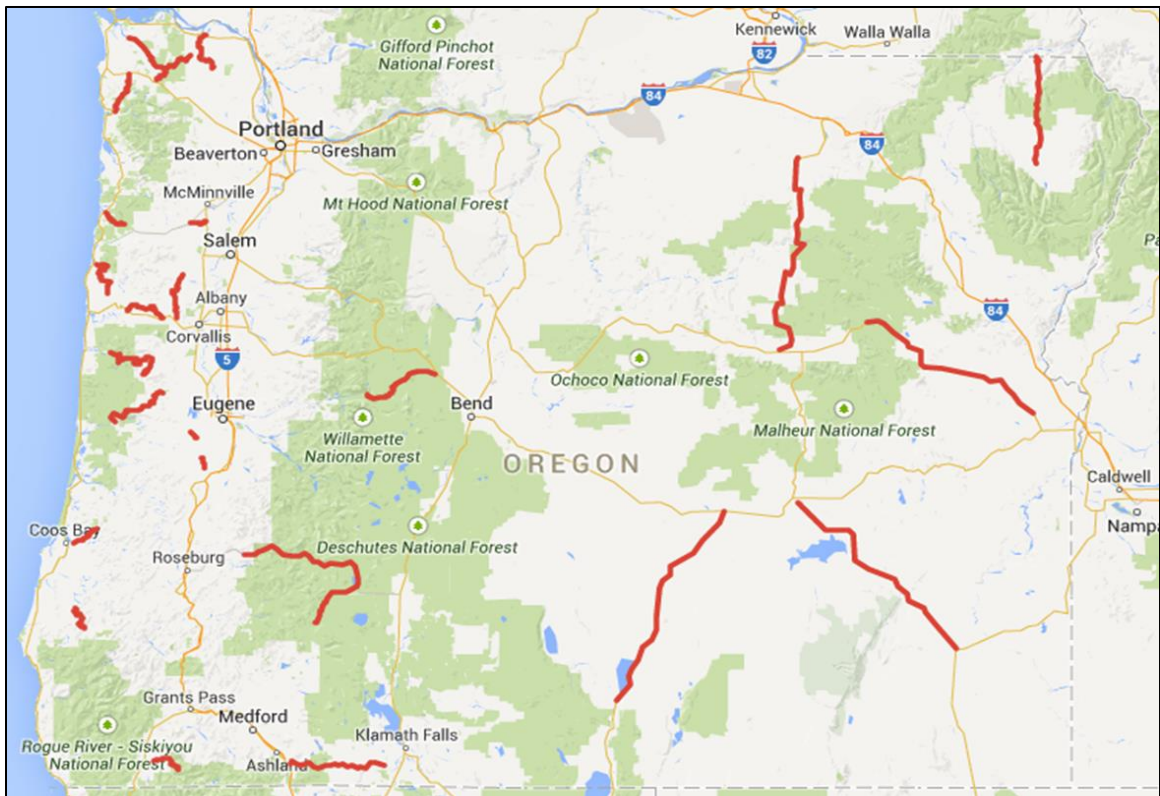 Gifford Pinchot
National Forest
Kennewick
Walla Walla
82
84
Portland
Beaverton
Gresham
84
McMinnville
Mt Hood National Forest
Salem
Pa
Albany
84
Corvallis
5
Ochoco National Forest
Eugene
Bend
Willamette
National Forest
Malheur National Forest
OREGON
Caldwell
Nampa
Coos Bay
Deschutes National Forest
Roseburg
Grants Pass
Medford
Klamath Falls
Rogue River - Siskiyou
National Forest
Ashland